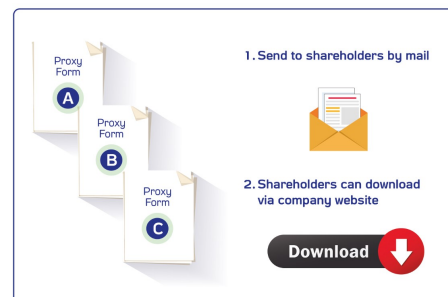 Proxy
Form
A
Proxy
Form
B
Proxy
Form
C
1. Send to shareholders by mail
2. Shareholders can download
via company website
Download